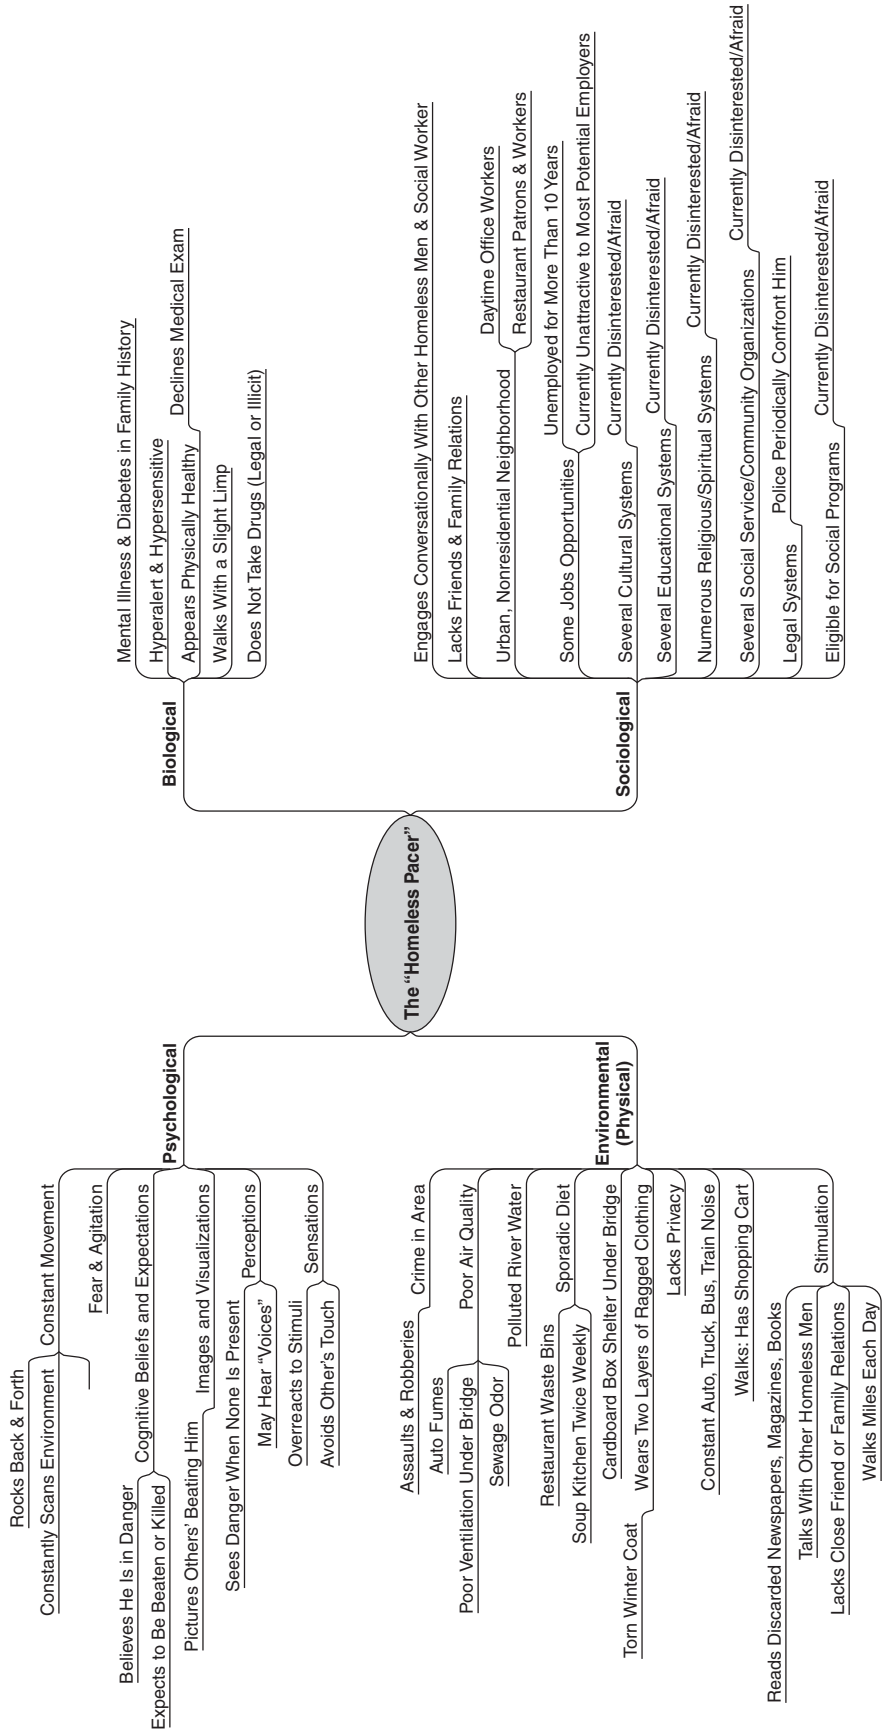 The “Homeless Pacer”
Psychological
Rocks Back & Forth
Constantly Scans Environment
Constant Movement
Fear & Agitation
Believes He Is in Danger
Expects to Be Beaten or Killed
Cognitive Beliefs and Expectations
Pictures Others’ Beating Him
Images and Visualizations
Sees Danger When None Is Present
May Hear “Voices”
Perceptions
Overreacts to Stimuli
Avoids Other’s Touch
Sensations
Environmental
(Physical)
Assaults & Robberies
Crime in Area
Auto Fumes
Poor Ventilation Under Bridge
Sewage Odor
Poor Air Quality
Polluted River Water
Restaurant Waste Bins
Soup Kitchen Twice Weekly
Sporadic Diet
Cardboard Box Shelter Under Bridge
Torn Winter Coat
Wears Two Layers of Ragged Clothing
Lacks Privacy
Constant Auto, Truck, Bus, Train Noise
Walks: Has Shopping Cart
Reads Discarded Newspapers, Magazines, Books
Talks With Other Homeless Men
Lacks Close Friend or Family Relations
Walks Miles Each Day
Stimulation
Biological
Mental Illness & Diabetes in Family History
Hyperalert & Hypersensitive
Appears Physically Healthy
Declines Medical Exam
Walks With a Slight Limp
Does Not Take Drugs (Legal or Illicit)
Sociological
Engages Conversationally With Other Homeless Men & Social Worker
Lacks Friends & Family Relations
Urban, Nonresidential Neighborhood
Daytime Office Workers
Restaurant Patrons & Workers
Some Jobs Opportunities
Unemployed for More Than 10 Years
Currently Unattractive to Most Potential Employers
Several Cultural Systems
Currently Disinterested/Afraid
Several Educational Systems
Currently Disinterested/Afraid
Numerous Religious/Spiritual Systems
Currently Disinterested/Afraid
Several Social Service/Community Organizations
Currently Disinterested/Afraid
Legal Systems
Police Periodically Confront Him
Eligible for Social Programs
Currently Disinterested/Afraid